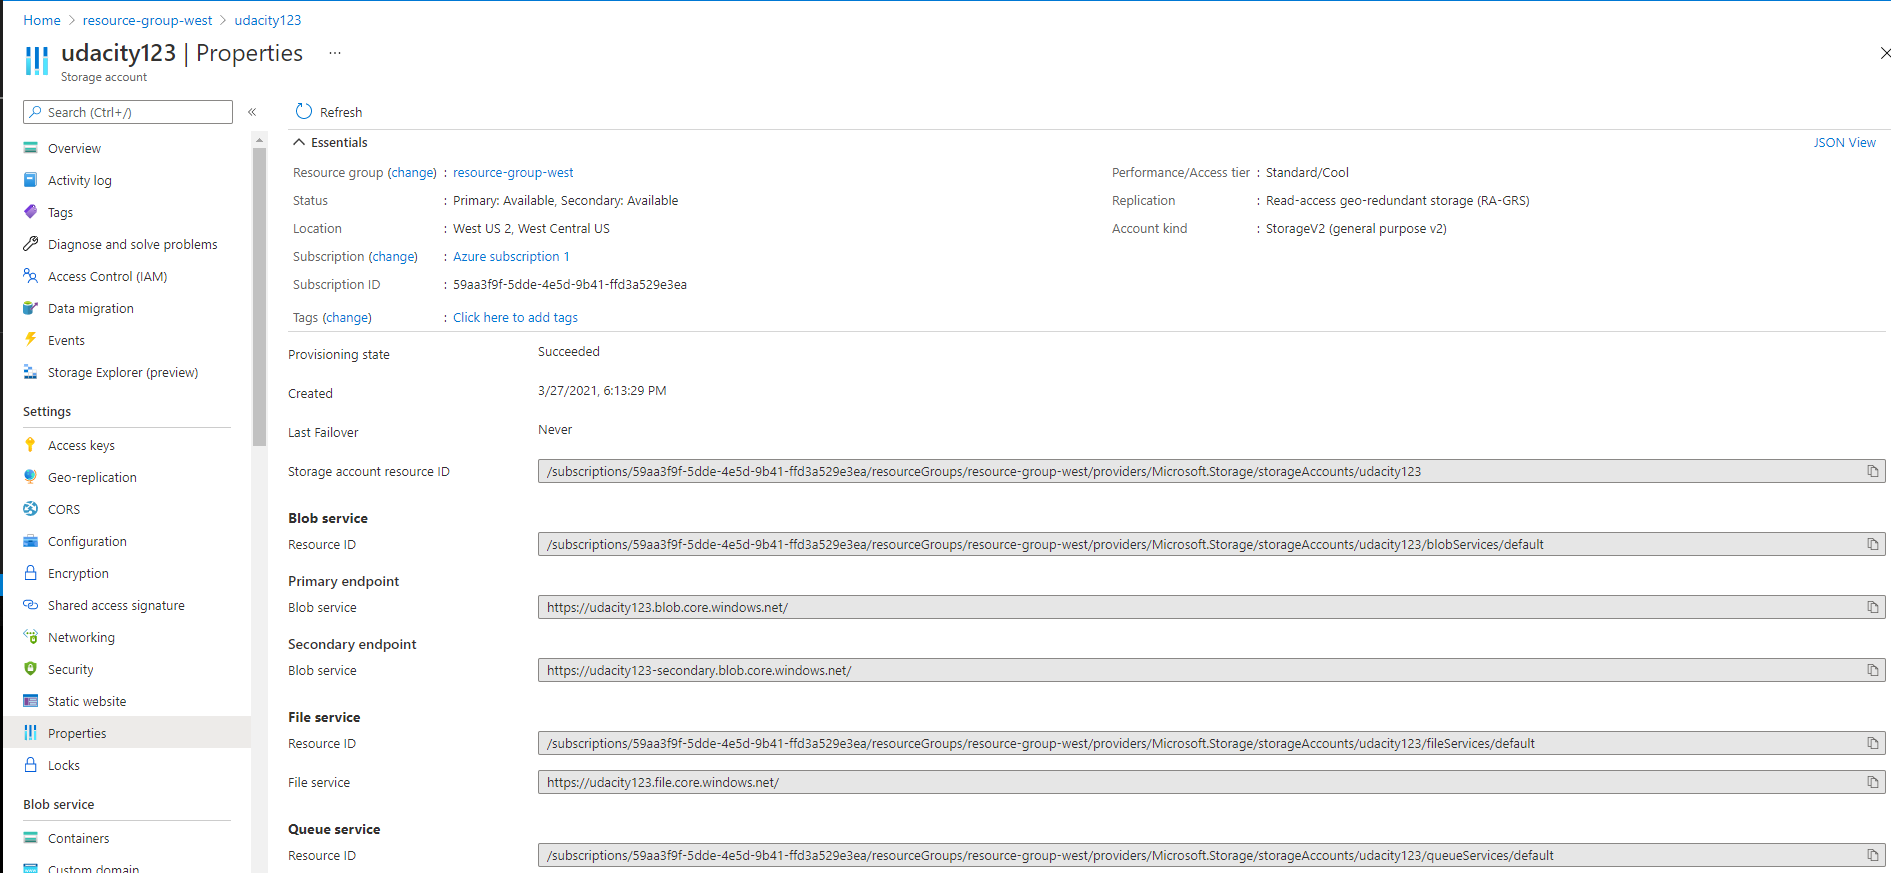 Home > resource-group-west > udacity123
udacity123 | Properties ...
Storage account
Search (Ctrl+/)
«
Overview
Activity log
Tags
Diagnose and solve problems
Access Control (IAM)
Data migration
Events
Storage Explorer (preview)
Settings
Access keys
Geo-replication
CORS
Configuration
Encryption
Shared access signature
Networking
Security
Static website
Properties
Locks
Blob service
Containers
Custom domain
Refresh
Essentials
JSON View
Resource group (change) : resource-group-west
Status : Primary: Available, Secondary: Available
Location : West US 2, West Central US
Subscription (change) : Azure subscription 1
Subscription ID : 59aa3f9f-5dde-4e5d-9b41-ffd3a529e3ea
Tags (change) : Click here to add tags
Performance/Access tier : Standard/Cool
Replication : Read-access geo-redundant storage (RA-GRS)
Account kind : StorageV2 (general purpose v2)
Provisioning state Succeeded
Created 3/27/2021, 6:13:29 PM
Last Failover Never
Storage account resource ID /subscriptions/59aa3f9f-5dde-4e5d-9b41-ffd3a529e3ea/resourceGroups/resource-group-west/providers/Microsoft.Storage/storageAccounts/udacity123
Blob service
Resource ID /subscriptions/59aa3f9f-5dde-4e5d-9b41-ffd3a529e3ea/resourceGroups/resource-group-west/providers/Microsoft.Storage/storageAccounts/udacity123/blobServices/default
Primary endpoint
Blob service https://udacity123.blob.core.windows.net/
Secondary endpoint
Blob service https://udacity123-secondary.blob.core.windows.net/
File service
Resource ID /subscriptions/59aa3f9f-5dde-4e5d-9b41-ffd3a529e3ea/resourceGroups/resource-group-west/providers/Microsoft.Storage/storageAccounts/udacity123/fileServices/default
File service https://udacity123.file.core.windows.net/
Queue service
Resource ID /subscriptions/59aa3f9f-5dde-4e5d-9b41-ffd3a529e3ea/resourceGroups/resource-group-west/providers/Microsoft.Storage/storageAccounts/udacity123/queueServices/default